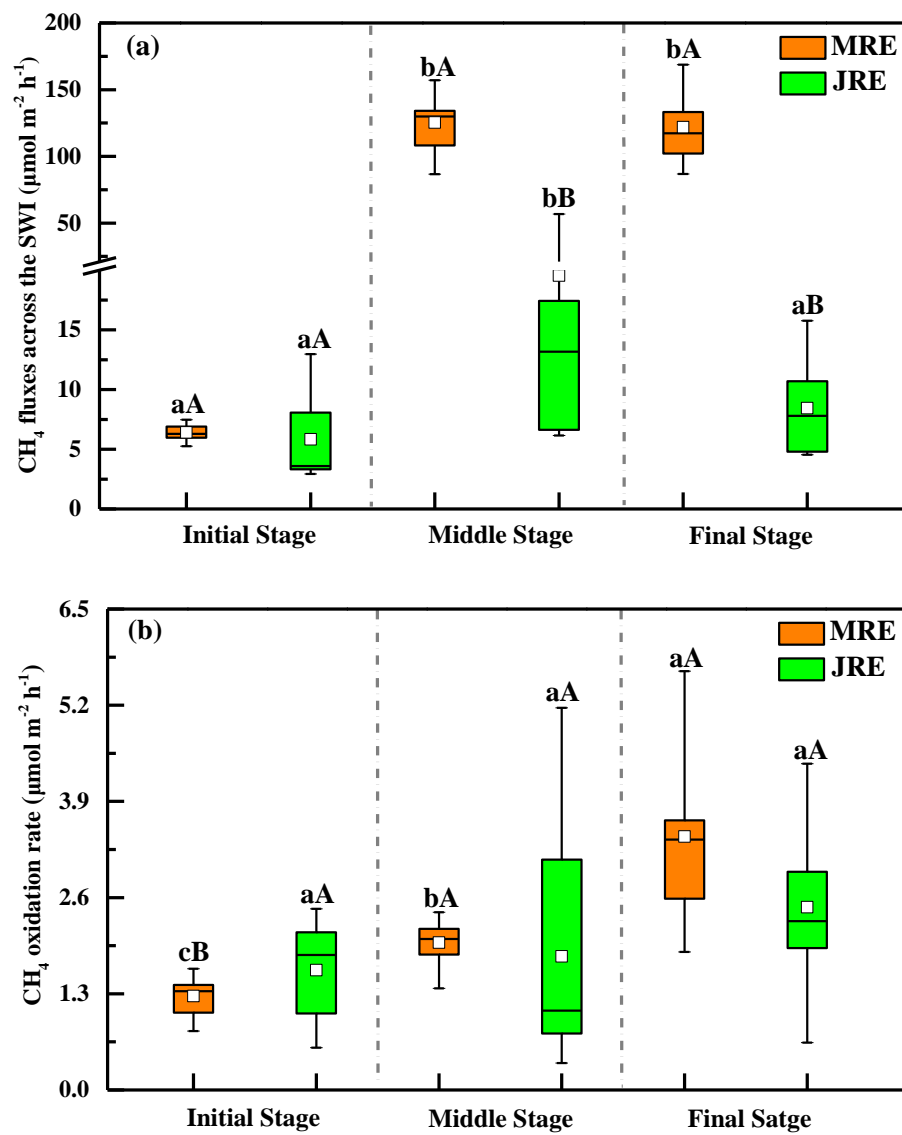 (a)
MRE
JRE
CH₄ fluxes across the SWI (μmol m⁻² h⁻¹)
200
150
100
50
15
10
5
0
aA
aA
bA
bB
bA
aB
Initial Stage
Middle Stage
Final Stage
(b)
MRE
JRE
CH₄ oxidation rate (μmol m⁻² h⁻¹)
6.5
5.2
3.9
2.6
1.3
0.0
cB
aA
bA
aA
aA
aA
Initial Stage
Middle Stage
Final Satge